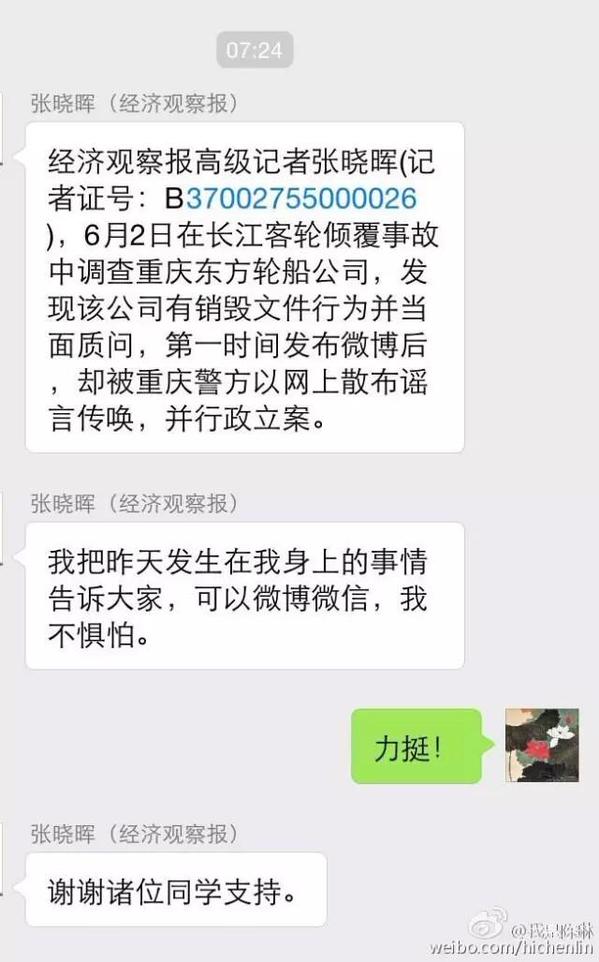 07:24
张晓晖（经济观察报）
经济观察报高级记者张晓晖(记
者证号：B37002755000026
)，6月2日在长江客轮倾覆事故
中调查重庆东方轮船公司，发
现该公司有销毁文件行为并当
面质问，第一时间发布微博后
，却被重庆警方以网上散布谣
言传唤，并行政立案。
张晓晖（经济观察报）
我把昨天发生在我身上的事情
告诉大家，可以微博微信，我
不惧怕。
力挺！
张晓晖（经济观察报）
谢谢诸位同学支持。
@我是陈琳
weibo.com/hichenlin